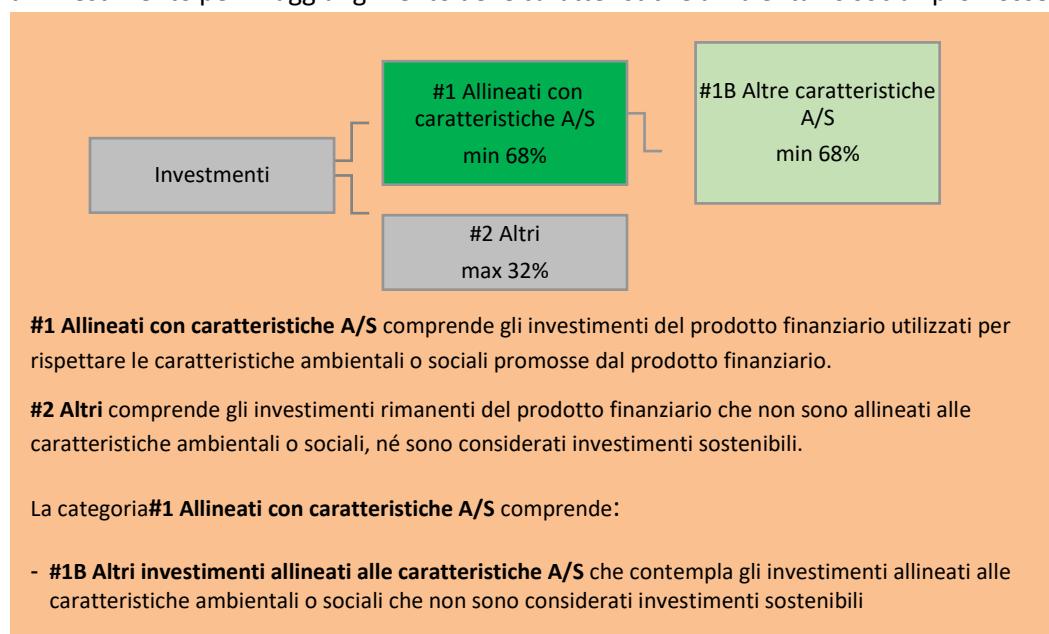 #1 Allineati con
caratteristiche A/S
min 68%
#1B Altre caratteristiche
A/S
min 68%
Investmenti
#2 Altri
max 32%
#1 Allineati con caratteristiche A/S comprende gli investimenti del prodotto finanziario utilizzati per
rispettare le caratteristiche ambientali o sociali promosse dal prodotto finanziario.
#2 Altri comprende gli investimenti rimanenti del prodotto finanziario che non sono allineati alle
caratteristiche ambientali o sociali, né sono considerati investimenti sostenibili.
La categoria#1 Allineati con caratteristiche A/S comprende:
- #1B Altri investimenti allineati alle caratteristiche A/S che contempla gli investimenti allineati alle
caratteristiche ambientali o sociali che non sono considerati investimenti sostenibili